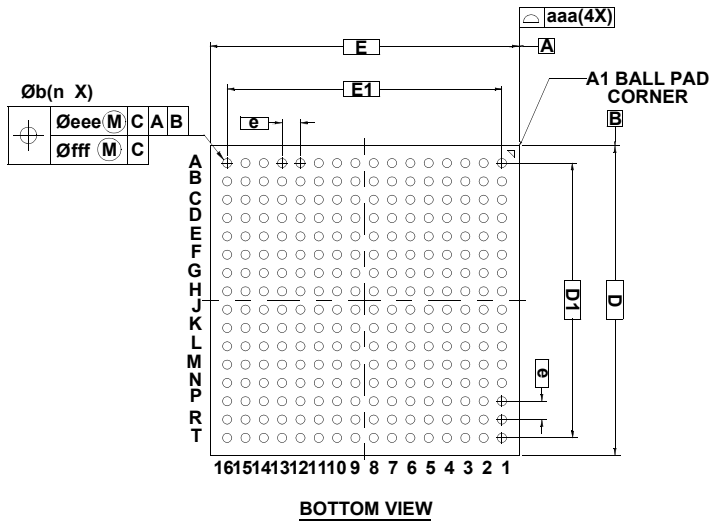 aaa(4X)
E
A
A1 BALL PAD
CORNER
E1
Øb(n X)
e
B
Øeee M C A B
Øfff M C
A
B
C
D
E
F
G
H
J
K
L
M
N
P
R
T
D1
D
e
16 15 14 13 12 11 10 9 8 7 6 5 4 3 2 1
BOTTOM VIEW